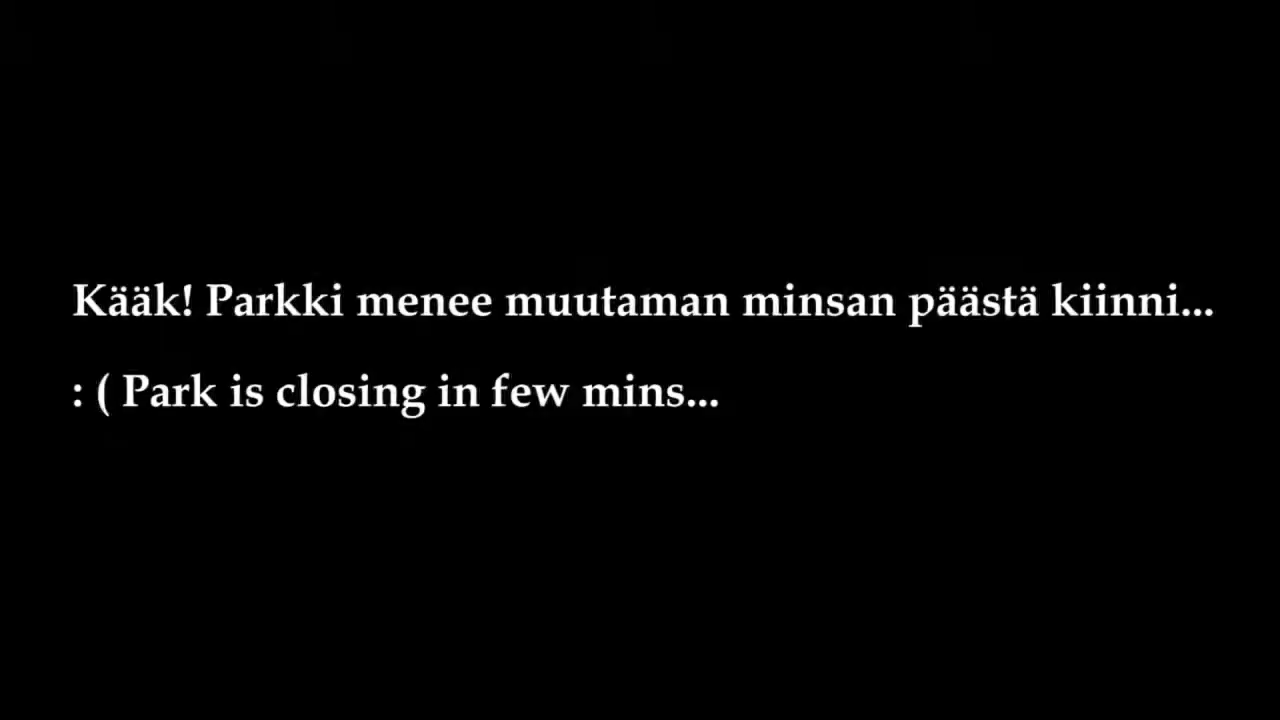 Kääk! Parkki menee muutaman minsan päästä kiinni...
: ( Park is closing in few mins...